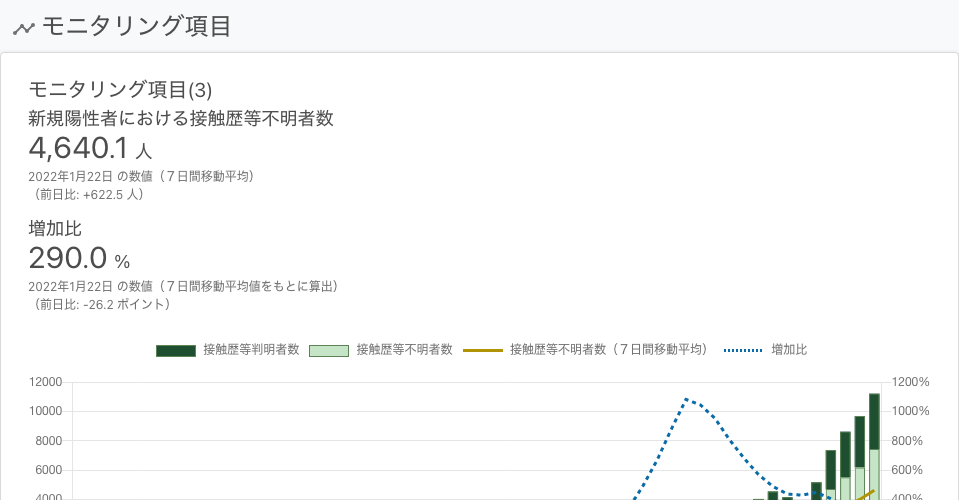 モニタリング項目
モニタリング項目(3)
新規陽性者における接触歴等不明者数
4,640.1 人
2022年1月22日 の数値（７日間移動平均）
（前日比: +622.5 人）
増加比
290.0 %
2022年1月22日 の数値（７日間移動平均値をもとに算出）
（前日比: -26.2 ポイント）
接触歴等判明者数 接触歴等不明者数 接触歴等不明者数（７日間移動平均） 増加比
12000 1200%
10000 1000%
8000 800%
6000 600%
4000 400%